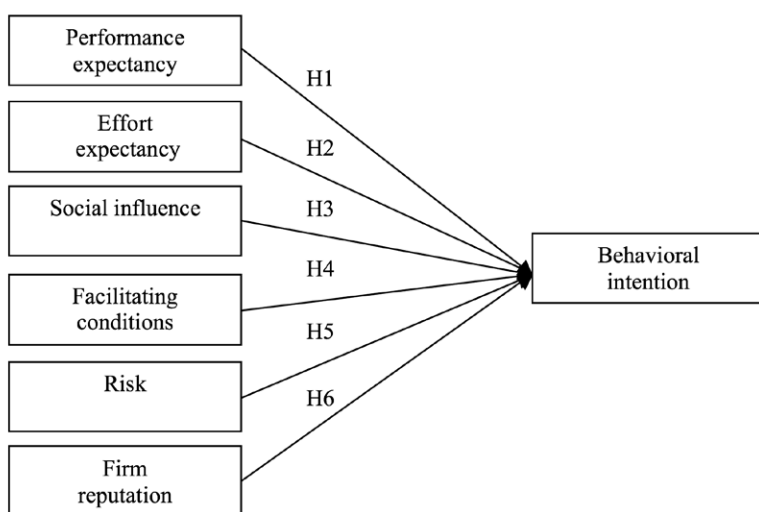 Performance
expectancy
H1
Effort
expectancy
H2
Social influence
H3
Facilitating
conditions
H4
Risk
H5
Firm
reputation
H6
Behavioral
intention